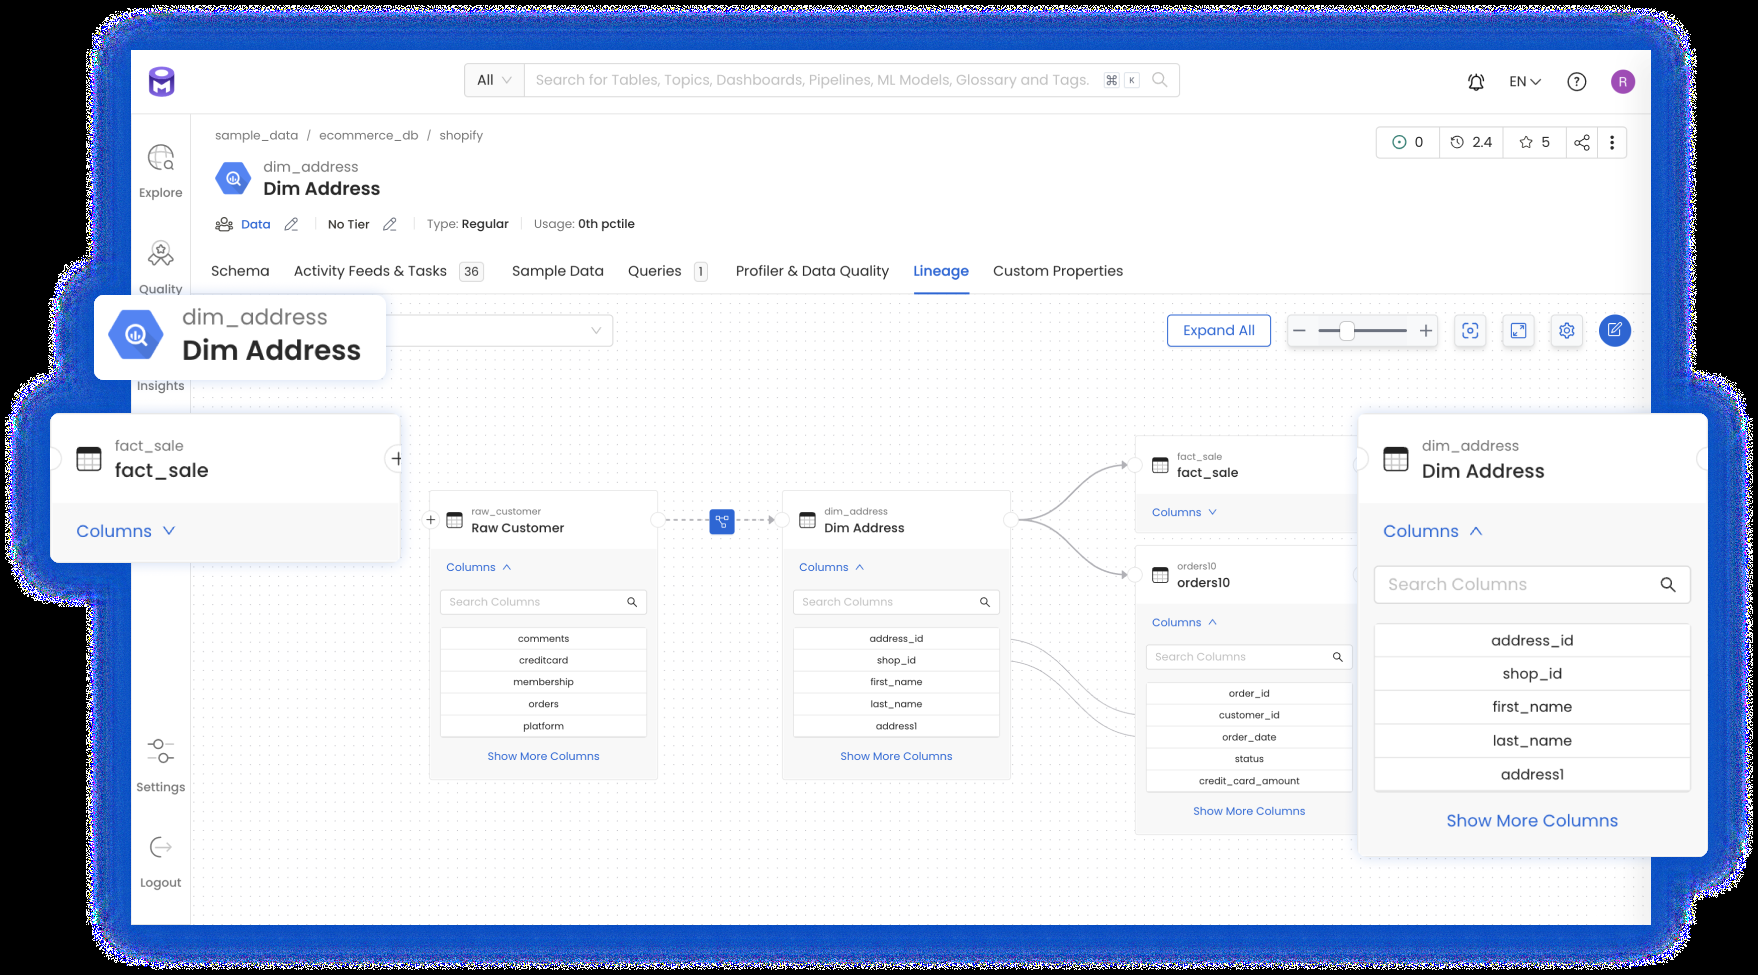 All
Search for Tables, Topics, Dashboards, Pipelines, ML Models, Glossary and Tags.
⌘ K
EN
?
R
sample_data / ecommerce_db / shopify
0
2.4
5
dim_address
Dim Address
Data
No Tier
Type: Regular
Usage: 0th pctile
Schema
Activity Feeds & Tasks 36
Sample Data
Queries 1
Profiler & Data Quality
Lineage
Custom Properties
Explore
Quality
Insights
Settings
Logout
dim_address
Dim Address
Expand All
fact_sale
fact_sale
Columns
raw_customer
Raw Customer
Columns
Search Columns
comments
creditcard
membership
orders
platform
Show More Columns
dim_address
Dim Address
Columns
Search Columns
address_id
shop_id
first_name
last_name
address1
Show More Columns
fact_sale
fact_sale
Columns
orders10
orders10
Columns
Search Columns
order_id
customer_id
order_date
status
credit_card_amount
Show More Columns
dim_address
Dim Address
Columns
Search Columns
address_id
shop_id
first_name
last_name
address1
Show More Columns